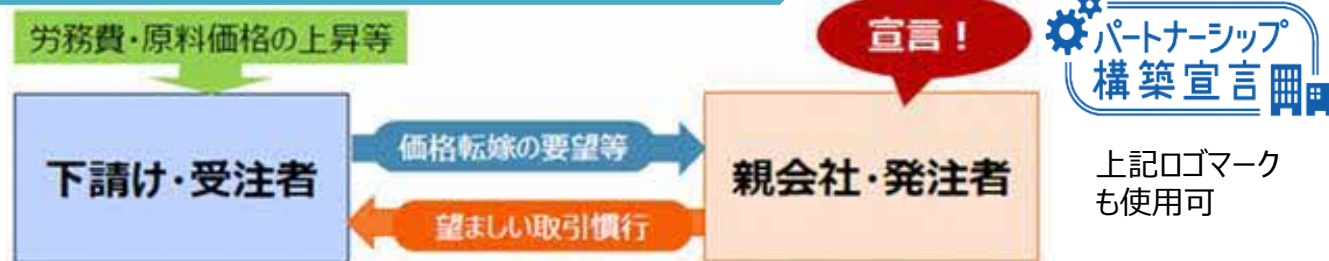 労務費・原料価格の上昇等
宣言！
パートナーシップ
構築宣言
価格転嫁の要望等
下請け・受注者
親会社・発注者
望ましい取引慣行
上記ロゴマーク
も使用可